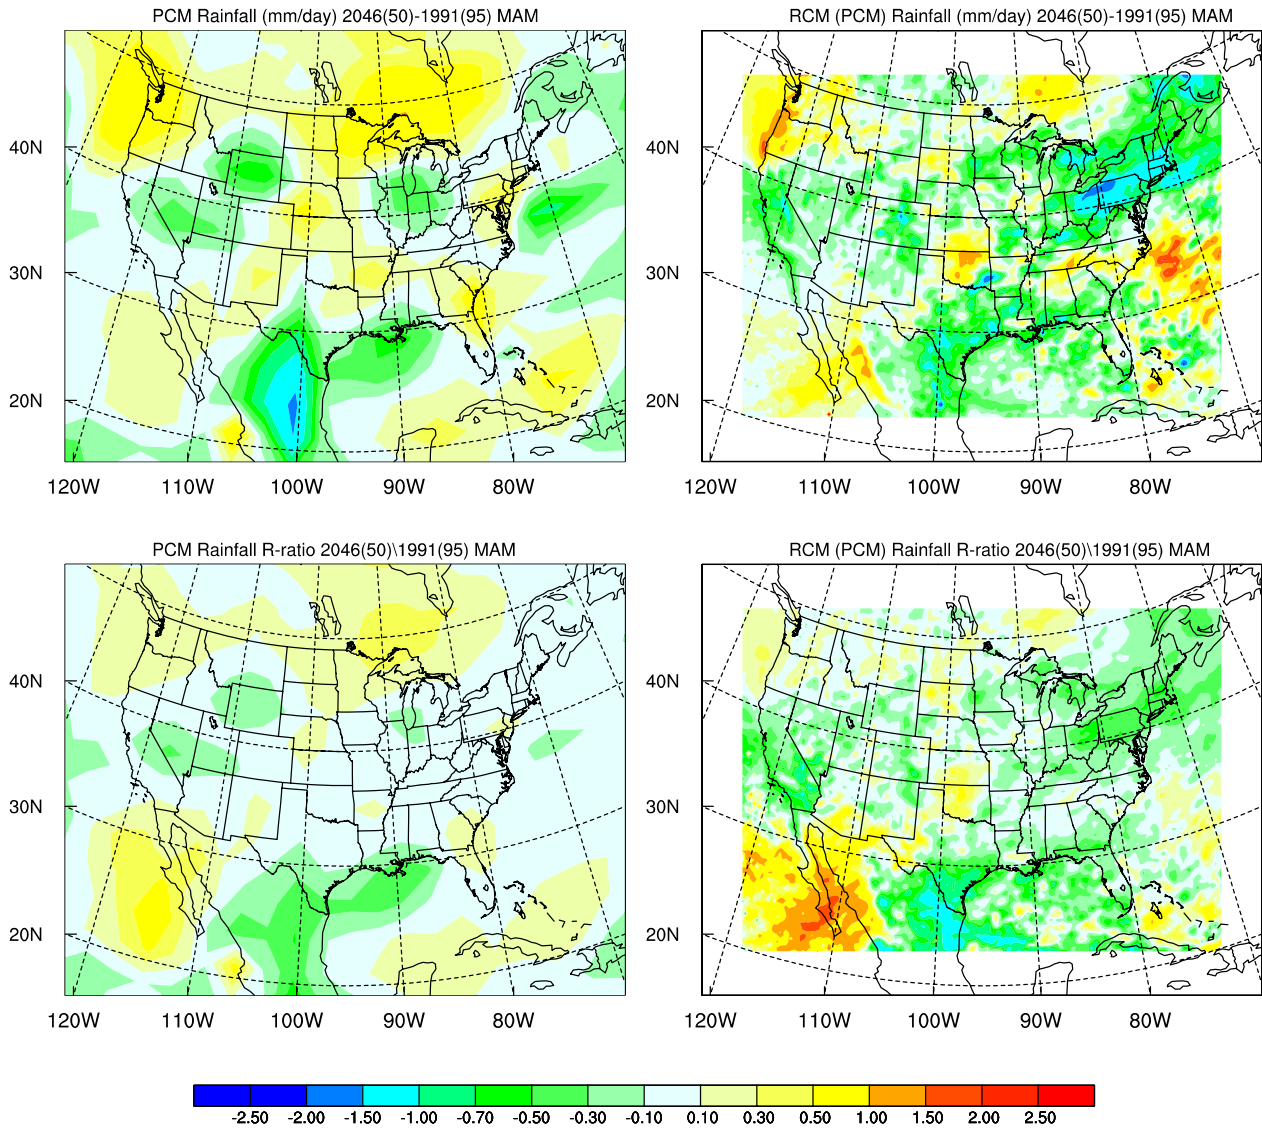 PCM Rainfall (mm/day) 2046(50)-1991(95) MAM
RCM (PCM) Rainfall (mm/day) 2046(50)-1991(95) MAM
40N
30N
20N
120W 110W 100W 90W 80W
40N
30N
20N
120W 110W 100W 90W 80W
PCM Rainfall R-ratio 2046(50)\1991(95) MAM
RCM (PCM) Rainfall R-ratio 2046(50)\1991(95) MAM
40N
30N
20N
120W 110W 100W 90W 80W
40N
30N
20N
120W 110W 100W 90W 80W
-2.50 -2.00 -1.50 -1.00 -0.70 -0.50 -0.30 -0.10 0.10 0.30 0.50 1.00 1.50 2.00 2.50